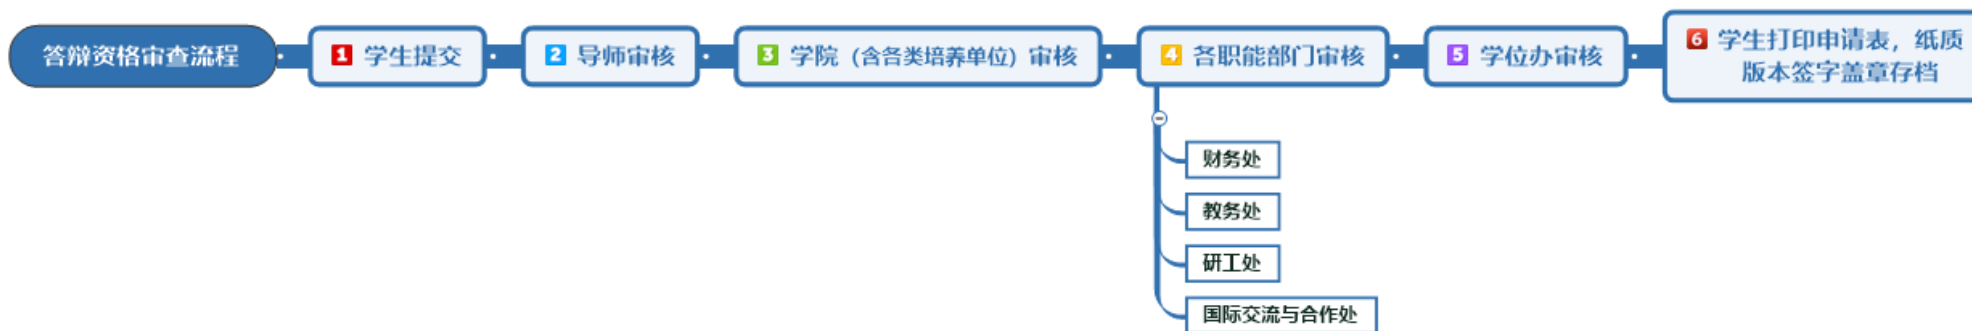 答辩资格审查流程
1 学生提交
2 导师审核
3 学院（含各类培养单位）审核
4 各职能部门审核
5 学位办审核
6 学生打印申请表，纸质
版本签字盖章存档
财务处
教务处
研工处
国际交流与合作处